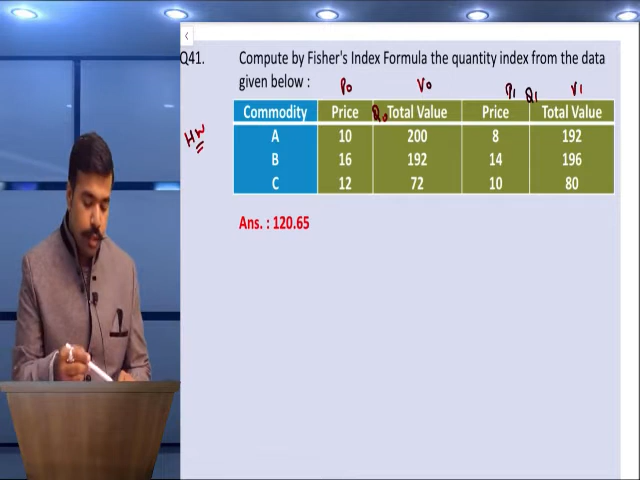 Q41. Compute by Fisher's Index Formula the quantity index from the data
given below :
P0 V0 P1 Q1 V1
Commodity Price Q0 Total Value Price Total Value
HW A 10 200 8 192
B 16 192 14 196
C 12 72 10 80
Ans. : 120.65